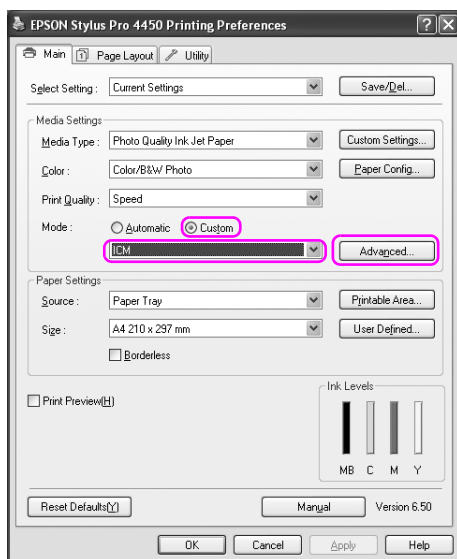 EPSON Stylus Pro 4450 Printing Preferences
Main Page Layout Utility
Select Setting : Current Settings Save/Del...
Media Settings
Media Type : Photo Quality Ink Jet Paper Custom Settings...
Color : Color/B&W Photo Paper Config...
Print Quality : Speed
Mode : Automatic Custom
ICM Advanced...
Paper Settings
Source : Paper Tray Printable Area...
Size : A4 210 x 297 mm User Defined...
Borderless
Print Preview(H)
Ink Levels
MB C M Y
Reset Defaults(Y) Manual Version 6.50
OK Cancel Apply Help